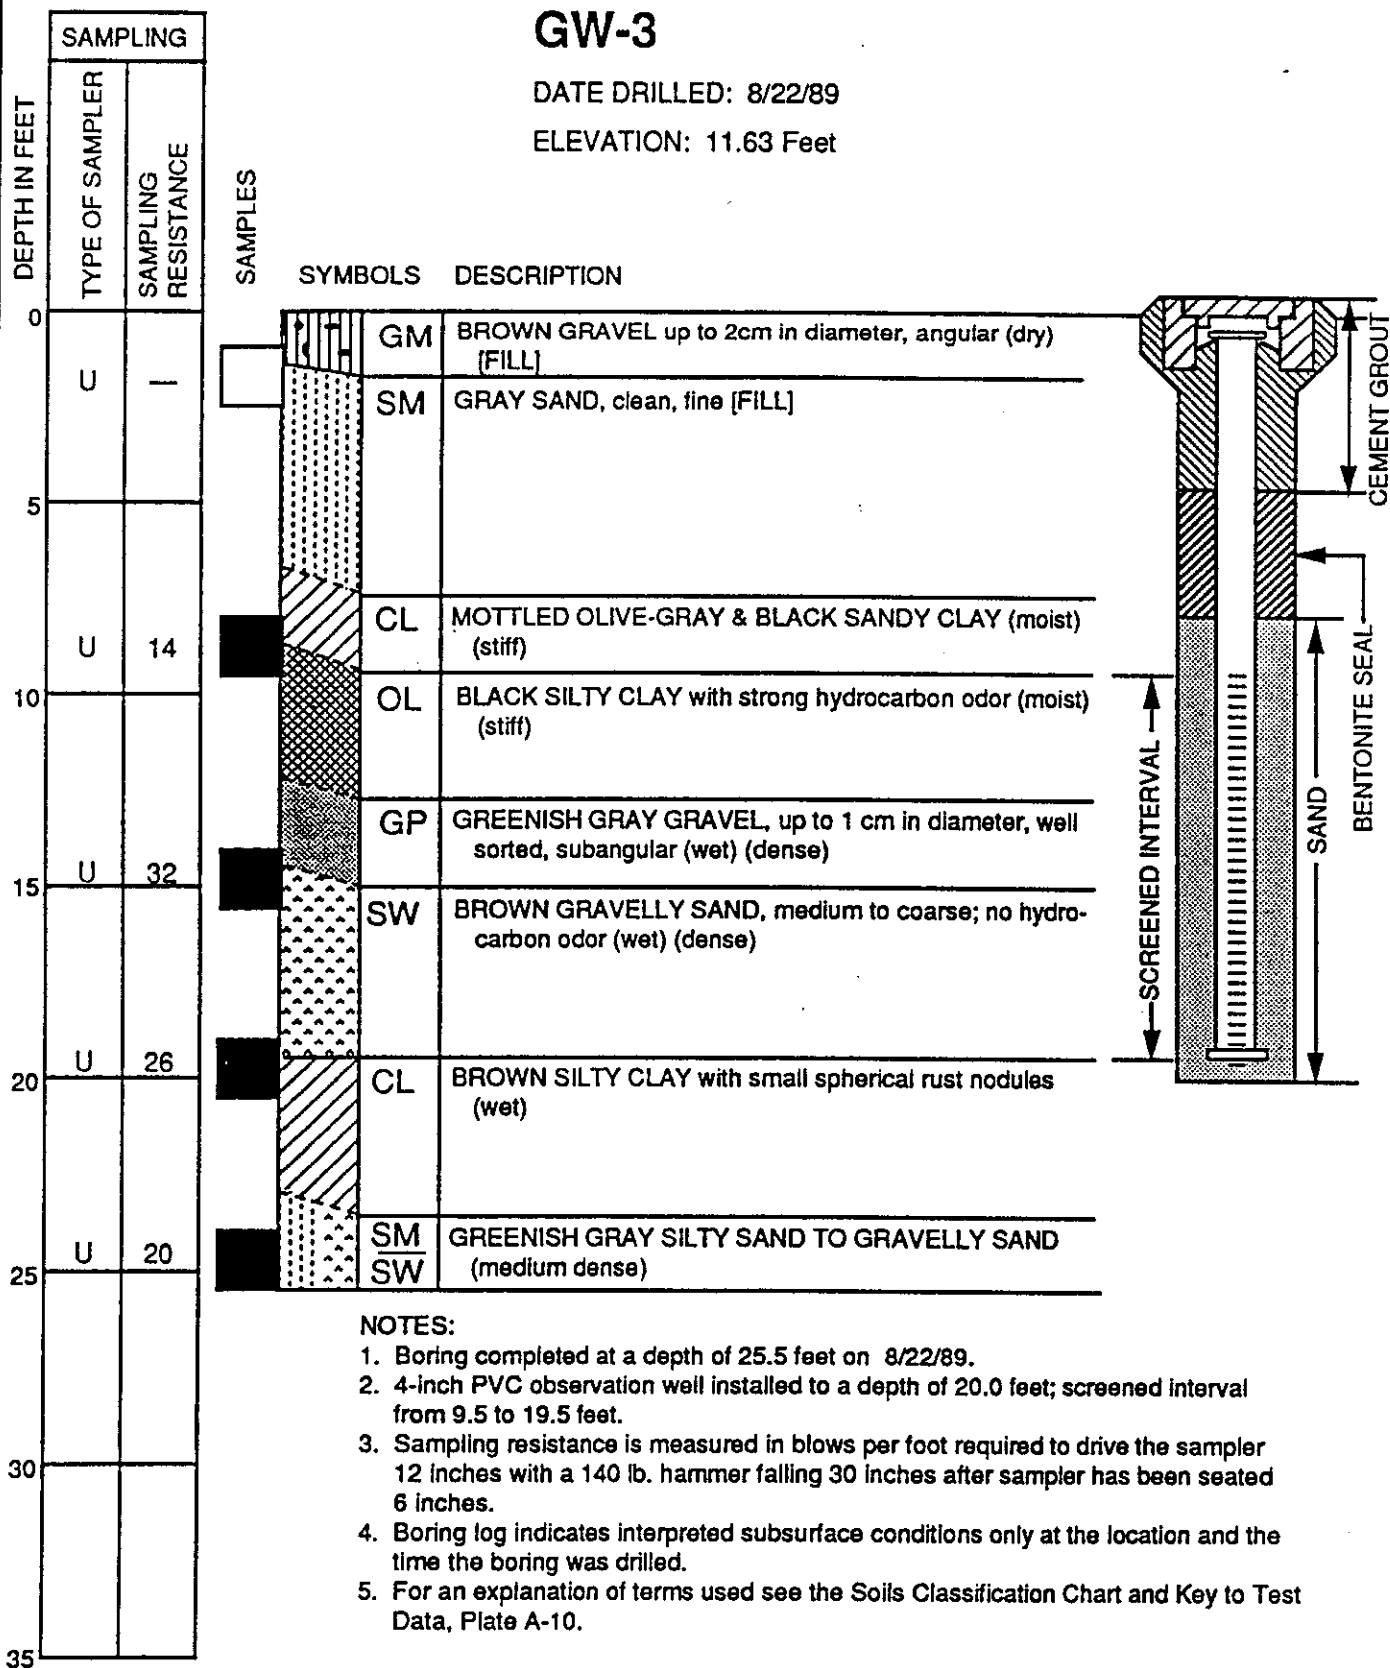 GW-3
DATE DRILLED: 8/22/89
ELEVATION: 11.63 Feet
SAMPLING
DEPTH IN FEET
TYPE OF SAMPLER
SAMPLING
RESISTANCE
SAMPLES
SYMBOLS DESCRIPTION
0
GM BROWN GRAVEL up to 2cm in diameter, angular (dry)
[FILL]
U —
SM GRAY SAND, clean, fine [FILL]
5
CL MOTTLED OLIVE-GRAY & BLACK SANDY CLAY (moist)
(stiff)
U 14
10
OL BLACK SILTY CLAY with strong hydrocarbon odor (moist)
(stiff)
GP GREENISH GRAY GRAVEL, up to 1 cm in diameter, well
sorted, subangular (wet) (dense)
U 32
15
SW BROWN GRAVELLY SAND, medium to coarse; no hydro-
carbon odor (wet) (dense)
U 26
20
CL BROWN SILTY CLAY with small spherical rust nodules
(wet)
SM
SW
GREENISH GRAY SILTY SAND TO GRAVELLY SAND
(medium dense)
U 20
25
30
35
CEMENT GROUT
BENTONITE SEAL
SAND
SCREENED INTERVAL
NOTES:
1. Boring completed at a depth of 25.5 feet on 8/22/89.
2. 4-inch PVC observation well installed to a depth of 20.0 feet; screened interval
from 9.5 to 19.5 feet.
3. Sampling resistance is measured in blows per foot required to drive the sampler
12 inches with a 140 lb. hammer falling 30 inches after sampler has been seated
6 inches.
4. Boring log indicates interpreted subsurface conditions only at the location and the
time the boring was drilled.
5. For an explanation of terms used see the Soils Classification Chart and Key to Test
Data, Plate A-10.